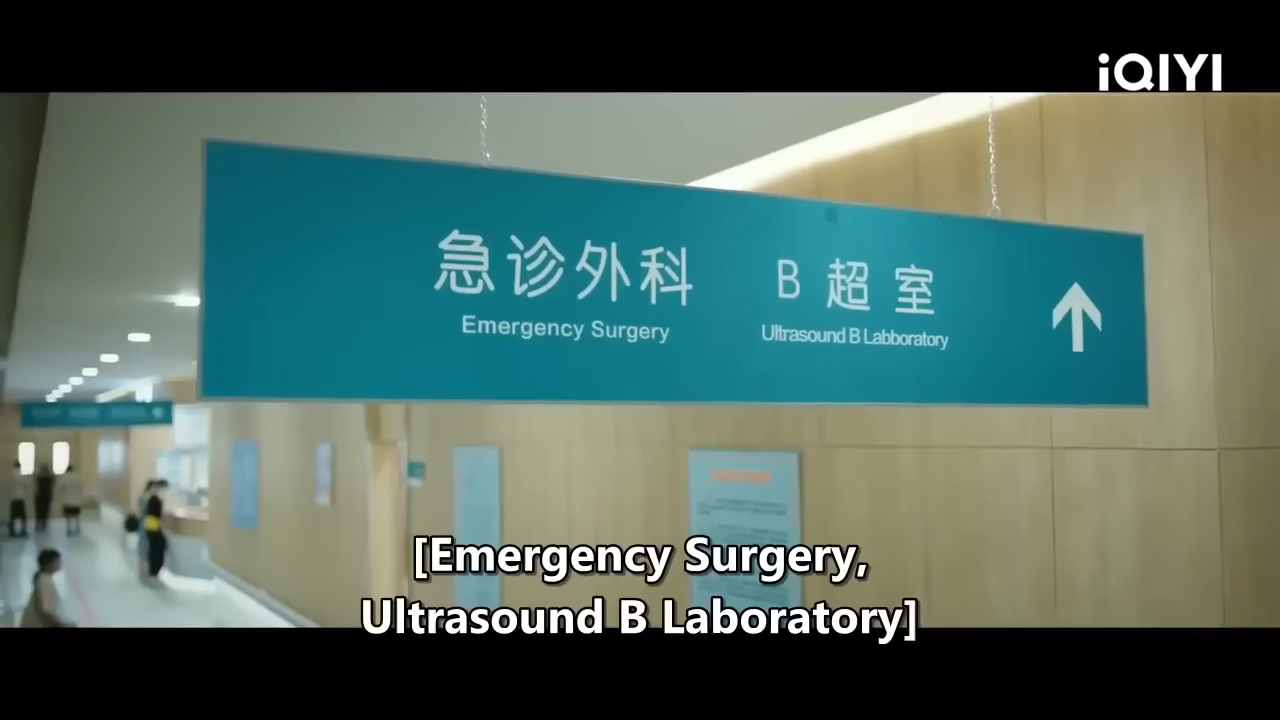 iQIYI
急诊外科 B超室
Emergency Surgery Ultrasound B Labboratory
[Emergency Surgery,
Ultrasound B Laboratory]